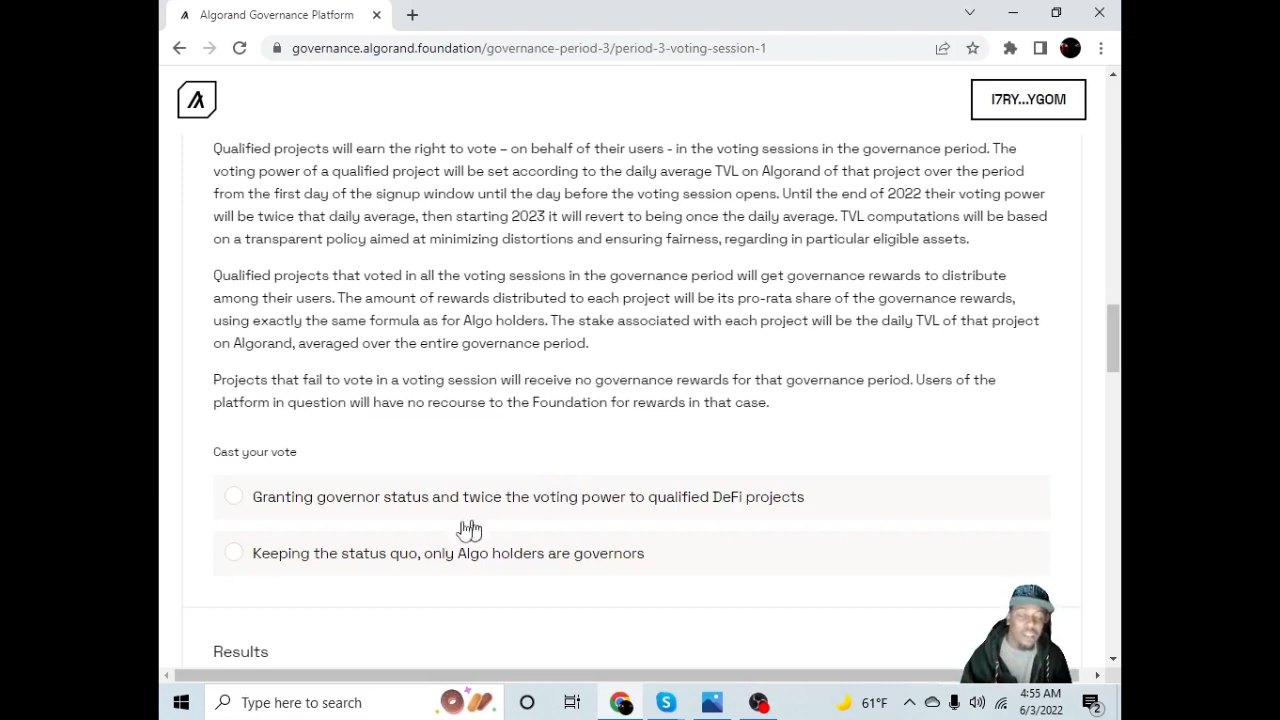 Algorand Governance Platform
governance.algorand.foundation/governance-period-3/period-3-voting-session-1
I7RY...YGOM
Qualified projects will earn the right to vote – on behalf of their users - in the voting sessions in the governance period. The
voting power of a qualified project will be set according to the daily average TVL on Algorand of that project over the period
from the first day of the signup window until the day before the voting session opens. Until the end of 2022 their voting power
will be twice that daily average, then starting 2023 it will revert to being once the daily average. TVL computations will be based
on a transparent policy aimed at minimizing distortions and ensuring fairness, regarding in particular eligible assets.
Qualified projects that voted in all the voting sessions in the governance period will get governance rewards to distribute
among their users. The amount of rewards distributed to each project will be its pro-rata share of the governance rewards,
using exactly the same formula as for Algo holders. The stake associated with each project will be the daily TVL of that project
on Algorand, averaged over the entire governance period.
Projects that fail to vote in a voting session will receive no governance rewards for that governance period. Users of the
platform in question will have no recourse to the Foundation for rewards in that case.
Cast your vote
Granting governor status and twice the voting power to qualified DeFi projects
Keeping the status quo, only Algo holders are governors
Results
Type here to search
61°F
4:55 AM
6/3/2022
2